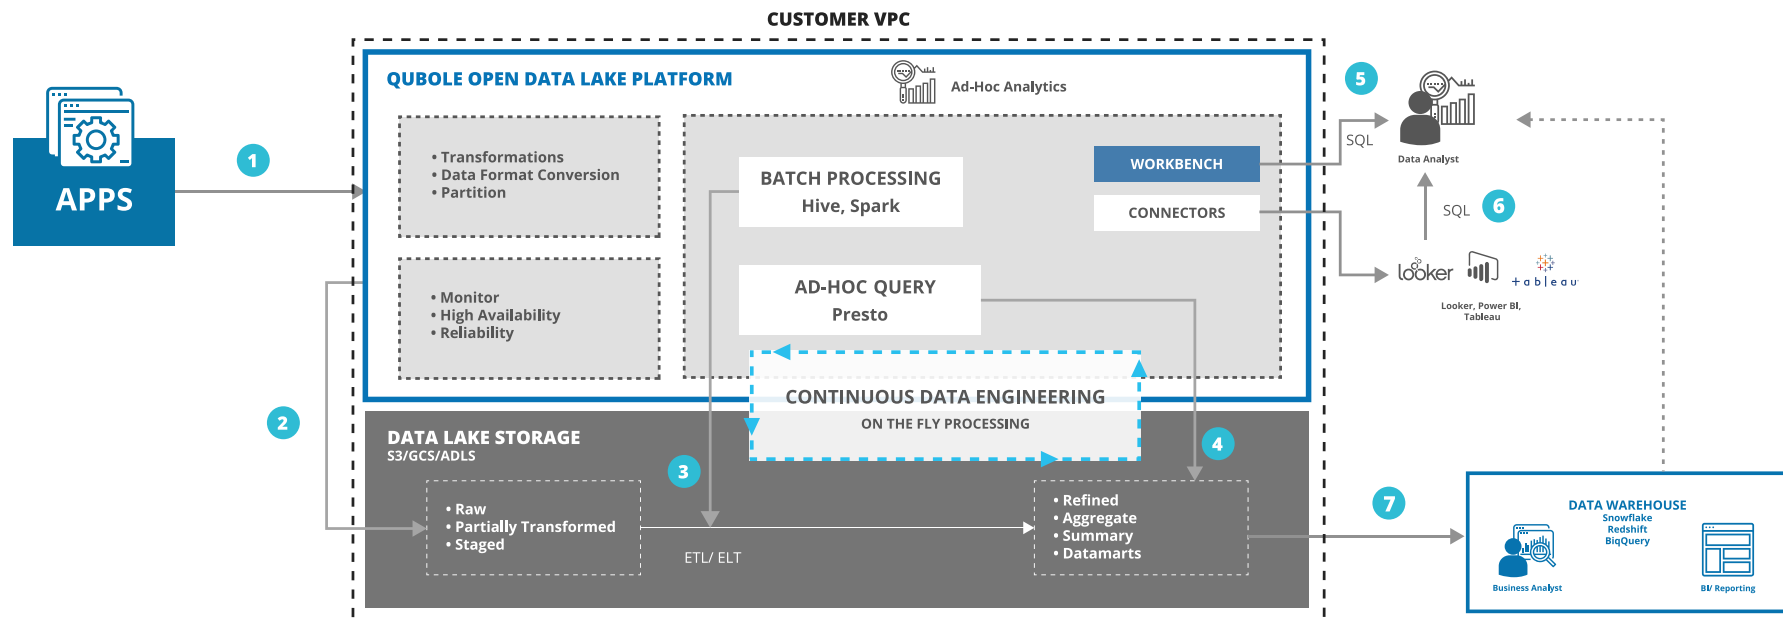 CUSTOMER VPC
QUBOLE OPEN DATA LAKE PLATFORM
Ad-Hoc Analytics
APPS
1
• Transformations
• Data Format Conversion
• Partition
• Monitor
• High Availability
• Reliability
BATCH PROCESSING
Hive, Spark
AD-HOC QUERY
Presto
WORKBENCH
CONNECTORS
CONTINUOUS DATA ENGINEERING
ON THE FLY PROCESSING
2
DATA LAKE STORAGE
S3/GCS/ADLS
• Raw
• Partially Transformed
• Staged
3
ETL/ ELT
4
• Refined
• Aggregate
• Summary
• Datamarts
5
SQL
Data Analyst
SQL
6
looker
+ a b | e a u
Looker, Power BI,
Tableau
7
DATA WAREHOUSE
Snowflake
Redshift
BiqQuery
Business Analyst
BI/ Reporting